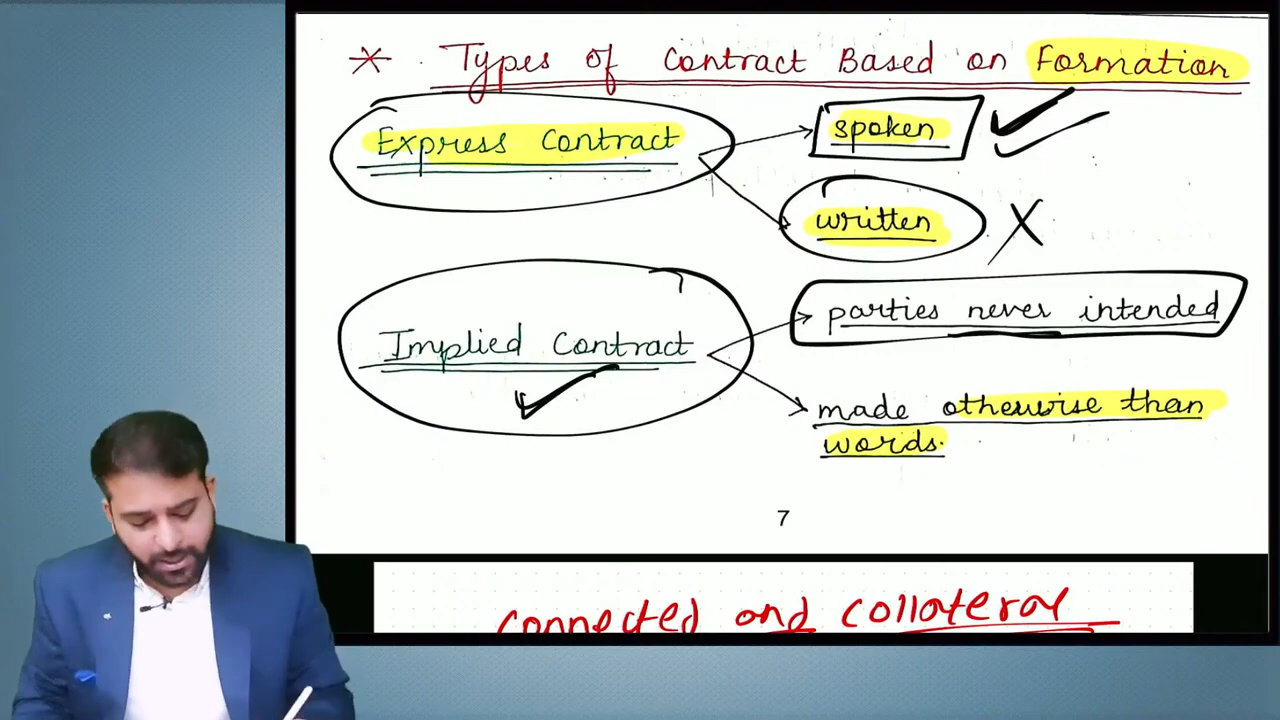 * Types of Contract Based on Formation
Express Contract
spoken
written
Implied Contract
parties never intended
made otherwise than
words.
7
connected and collateral